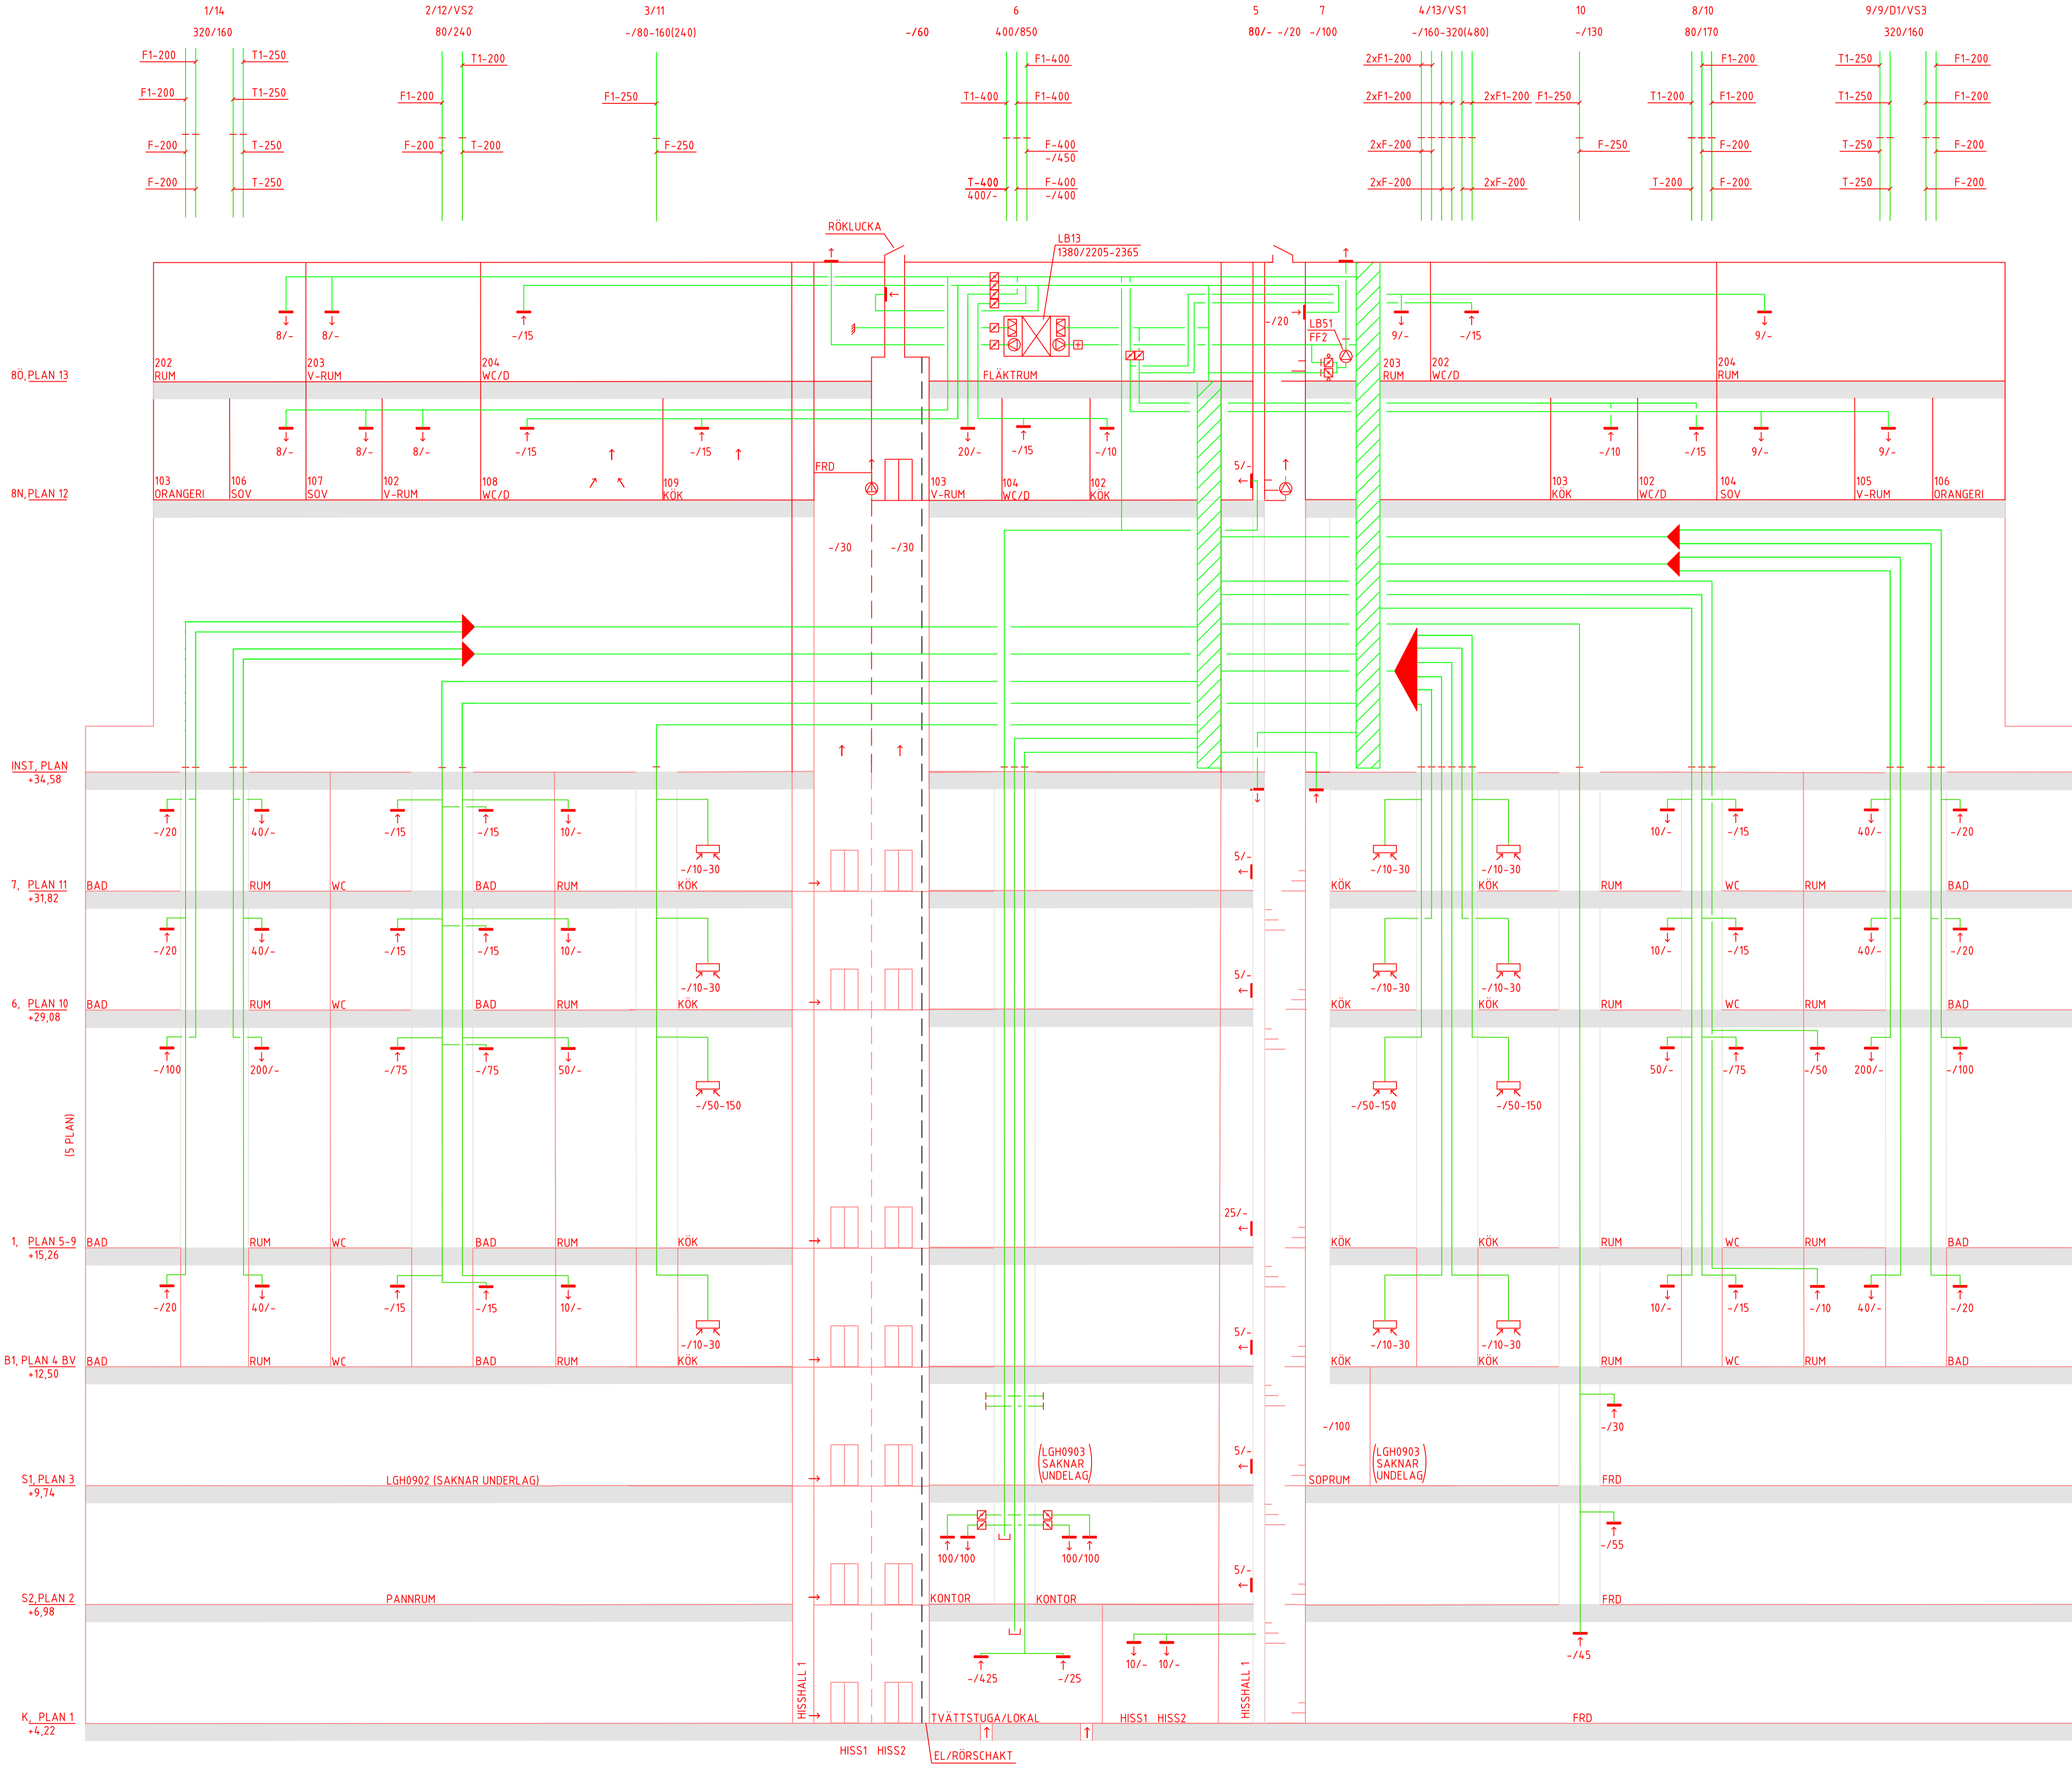 1/14 2/12/VS2 3/11 6 5 7 4/13/VS1 10 8/10 9/9/D1/VS3
320/160 80/240 -/80-160(240) -/60 400/850 80/- -/20 -/100 -/160-320(480) -/130 80/170 320/160
F1-200 T1-250 T1-200 F1-400 2xF1-200 F1-200 T1-250 F1-200
F1-200 T1-250 F1-200 F1-250 T1-400 F1-400 2xF1-200 2xF1-200 F1-250 T1-200 F1-200 T1-250 F1-200
F-200 T-250 F-200 T-200 F-250 F-400 2xF-200 F-250 F-200 T-250 F-200
-/450
F-200 T-250 T-400 F-400 2xF-200 2xF-200 T-200 F-200 T-250 F-200
400/- -/400
RÖKLUCKA
LB13
1380/2205-2365
-/20 LB51
FF2
8/- 8/- -/15 9/- -/15 9/-
202 203 204 203 202 204
RUM V-RUM WC/D FLÄKTRUM RUM WC/D RUM
8Ö, PLAN 13
8/- 8/- 8/- -/15 -/15 20/- -/15 -/10 -/10 -/15 9/- 9/-
FRD 5/-
103 106 107 102 108 109 103 104 102 103 102 104 105 106
ORANGERI SOV SOV V-RUM WC/D KÖK V-RUM WC/D KÖK KÖK WC/D SOV V-RUM ORANGERI
8N, PLAN 12
-/30 -/30
INST, PLAN
+34,58
-/20 40/- -/15 -/15 10/- 10/- -/15 40/- -/20
5/-
-/10-30 -/10-30 -/10-30
7, PLAN 11 BAD RUM WC BAD RUM KÖK KÖK KÖK RUM WC RUM BAD
+31,82
-/20 40/- -/15 -/15 10/- 10/- -/15 40/- -/20
5/-
-/10-30 -/10-30 -/10-30
6, PLAN 10 BAD RUM WC BAD RUM KÖK KÖK KÖK RUM WC RUM BAD
+29,08
-/100 200/- -/75 -/75 50/- 50/- -/75 -/50 200/- -/100
-/50-150 -/50-150 -/50-150
(5 PLAN)
25/-
1, PLAN 5-9 BAD RUM WC BAD RUM KÖK KÖK KÖK RUM WC RUM BAD
+15,26
-/20 40/- -/15 -/15 10/- 10/- -/15 -/10 40/- -/20
5/-
-/10-30 -/10-30 -/10-30
B1, PLAN 4 BV BAD RUM WC BAD RUM KÖK KÖK KÖK RUM WC RUM BAD
+12,50
-/100 -/30
5/- (LGH0903 (LGH0903
SAKNAR SAKNAR
UNDELAG) UNDELAG)
S1, PLAN 3 LGH0902 (SAKNAR UNDERLAG) SOPRUM FRD
+9,74
-/55
100/100 100/100
5/-
S2, PLAN 2 PANNRUM KONTOR KONTOR FRD
+6,98
-/45
10/- 10/-
-/425 -/25
HISSHALL 1 HISSHALL 1
K, PLAN 1 TVÄTTSTUGA/LOKAL HISS1 HISS2 FRD
+4,22
HISS1 HISS2
EL/RÖRSCHAKT